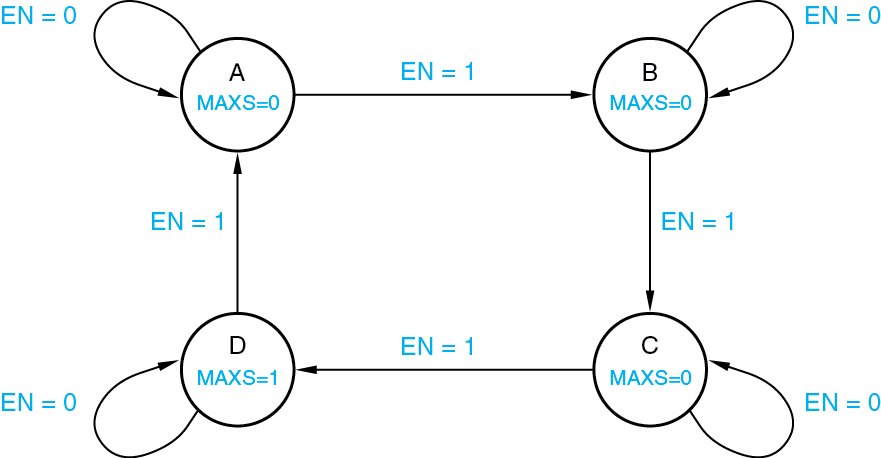 EN = 0
EN = 0
A
B
EN = 1
MAXS=0
MAXS=0
EN = 1
EN = 1
D
C
EN = 1
MAXS=1
MAXS=0
EN = 0
EN = 0